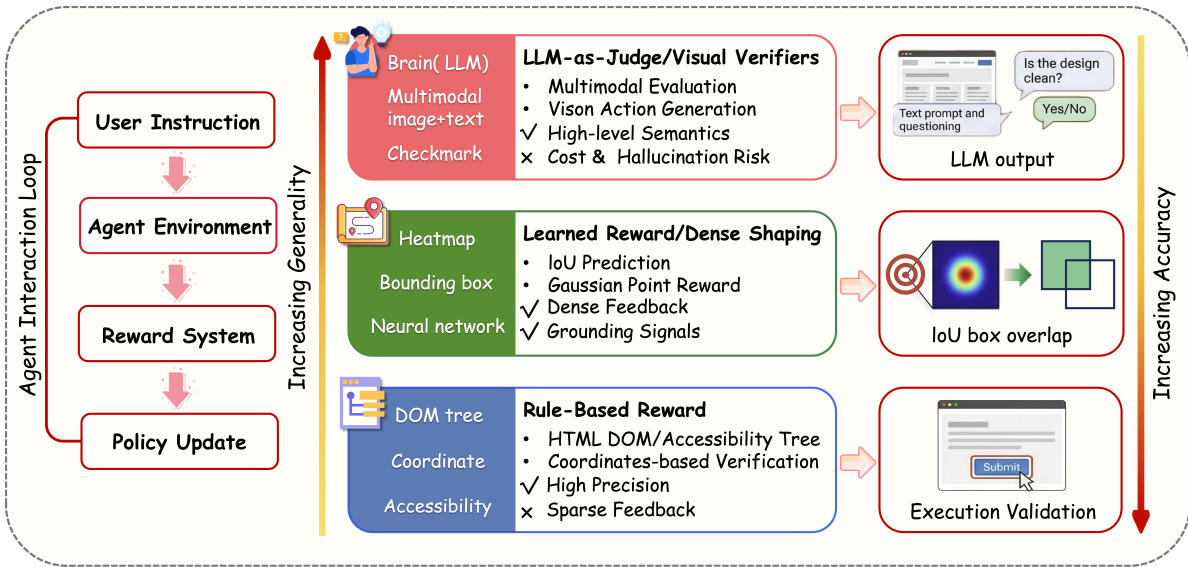 Agent Interaction Loop
User Instruction
Agent Environment
Reward System
Policy Update
Increasing Generality
?
Brain( LLM)
Multimodal
image+text
Checkmark
LLM-as-Judge/Visual Verifiers
• Multimodal Evaluation
• Vison Action Generation
✓ High-level Semantics
× Cost & Hallucination Risk
Is the design
clean?
Yes/No
Text prompt and
questioning
LLM output
Heatmap
Bounding box
Neural network
Learned Reward/Dense Shaping
• IoU Prediction
• Gaussian Point Reward
✓ Dense Feedback
✓ Grounding Signals
IoU box overlap
DOM tree
Coordinate
Accessibility
Rule-Based Reward
• HTML DOM/Accessibility Tree
• Coordinates-based Verification
✓ High Precision
× Sparse Feedback
Submit
Execution Validation
Increasing Accuracy